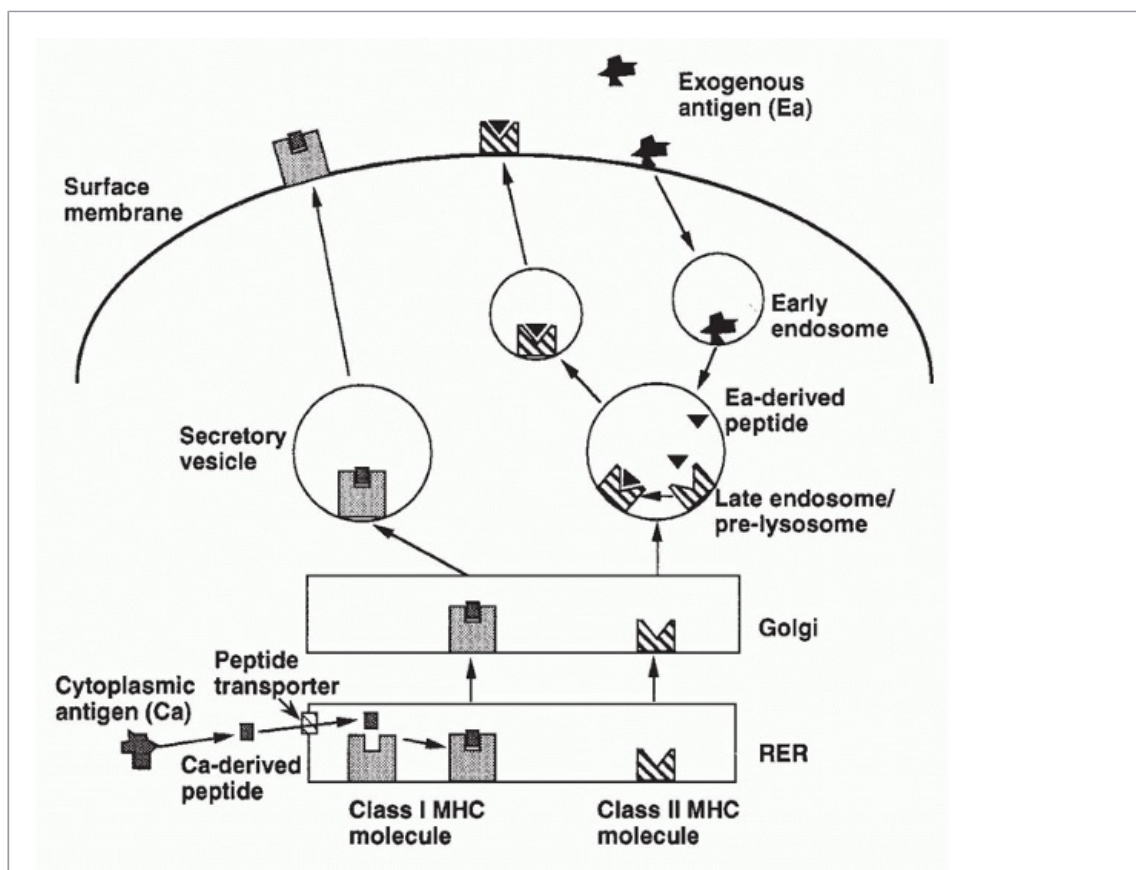 Exogenous
antigen (Ea)
Surface
membrane
Early
endosome
Ea-derived
peptide
Secretory
vesicle
Late endosome/
pre-lysosome
Golgi
Peptide
transporter
Cytoplasmic
antigen (Ca)
RER
Ca-derived
peptide
Class I MHC
molecule
Class II MHC
molecule